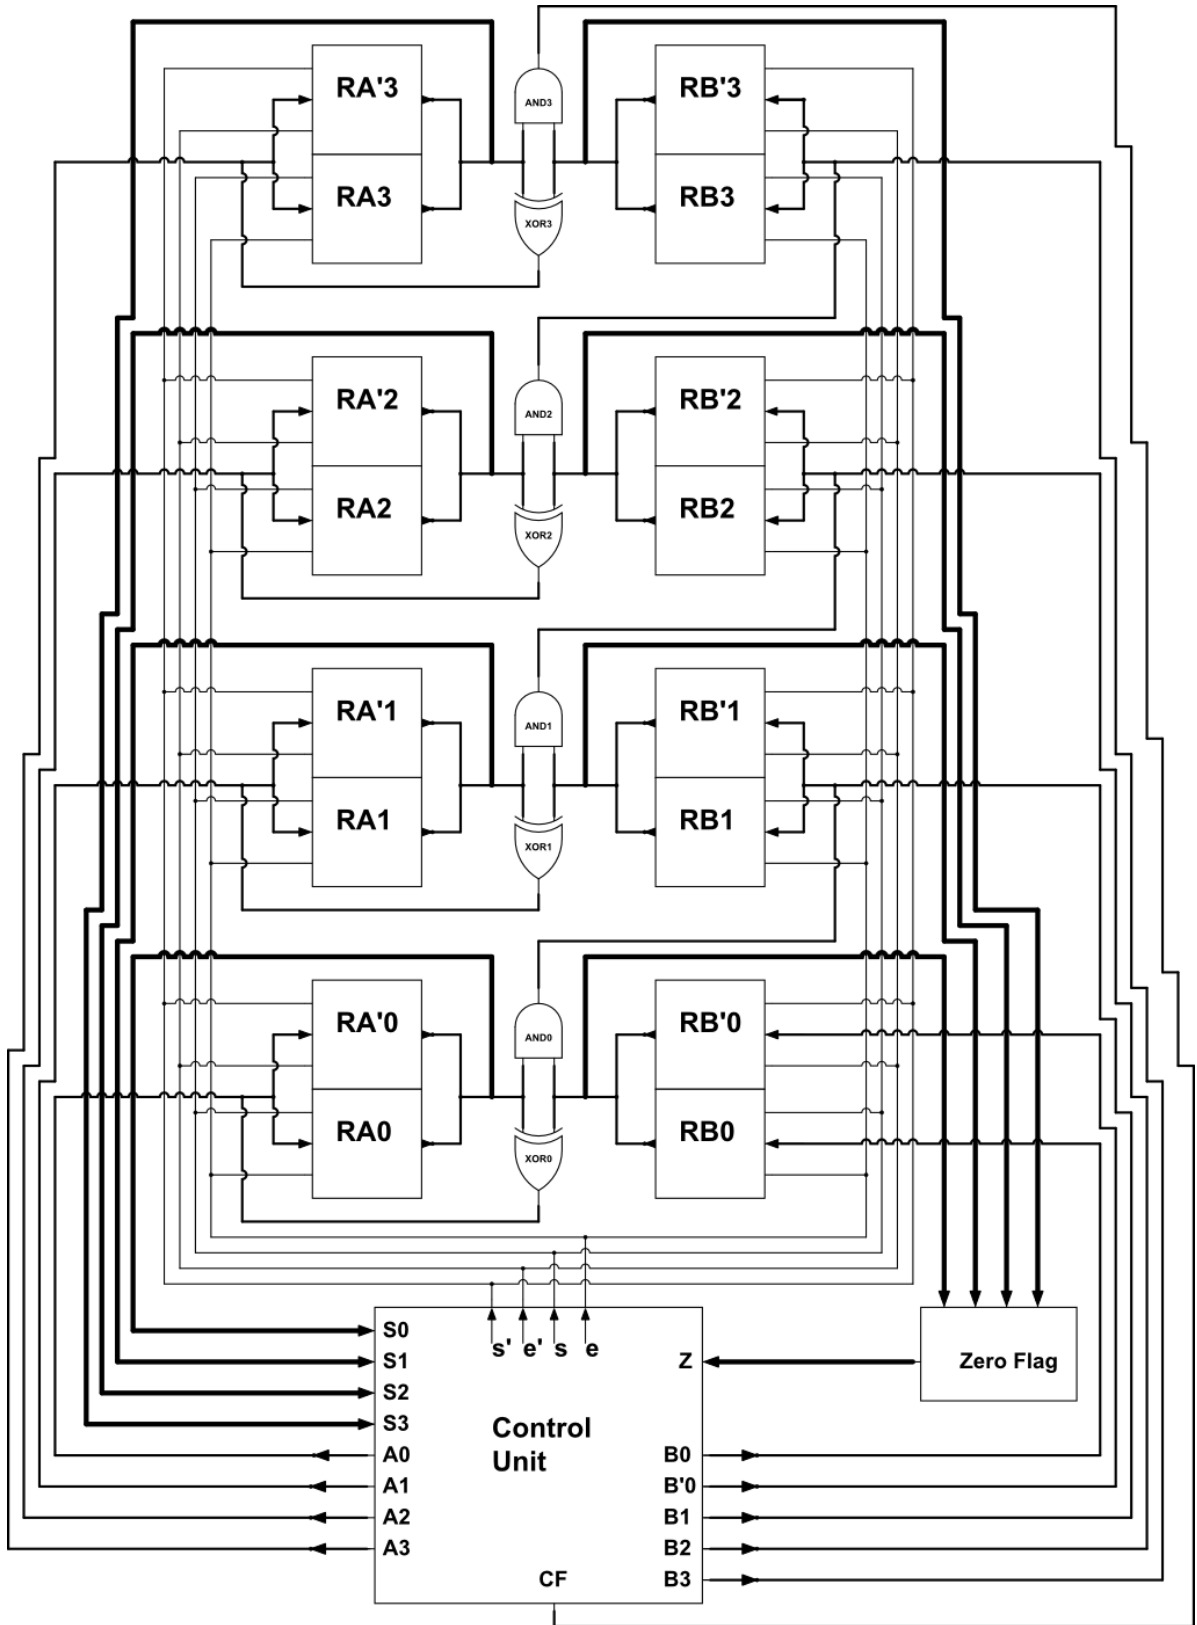 RA'3
AND3
RB'3
RA3
XOR3
RB3
RA'2
AND2
RB'2
RA2
XOR2
RB2
RA'1
AND1
RB'1
RA1
XOR1
RB1
RA'0
AND0
RB'0
RA0
XOR0
RB0
s' e' s e
S0
S1
S2
S3
A0
A1
A2
A3
Control
Unit
CF
Z
B0
B'0
B1
B2
B3
Zero Flag